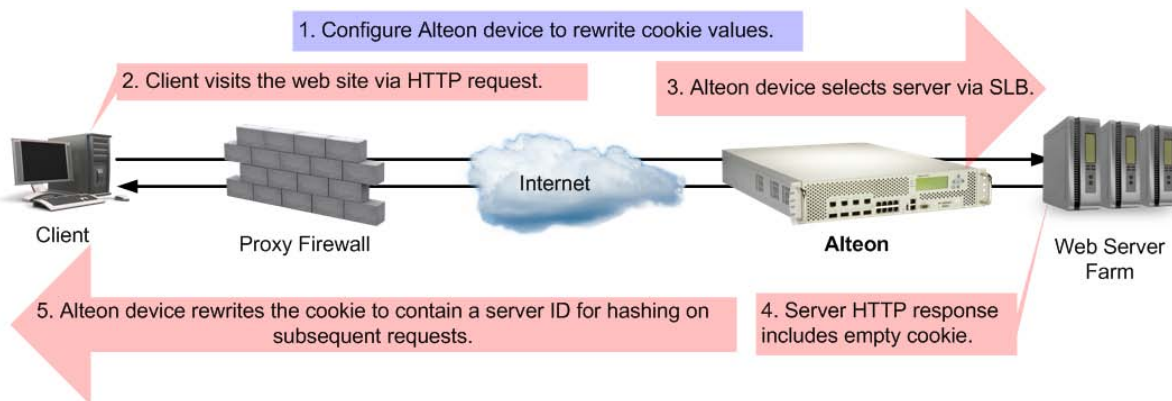 1. Configure Alteon device to rewrite cookie values.
2. Client visits the web site via HTTP request.
3. Alteon device selects server via SLB.
Internet
Client
Proxy Firewall
Alteon
Web Server
Farm
5. Alteon device rewrites the cookie to contain a server ID for hashing on
subsequent requests.
4. Server HTTP response
includes empty cookie.